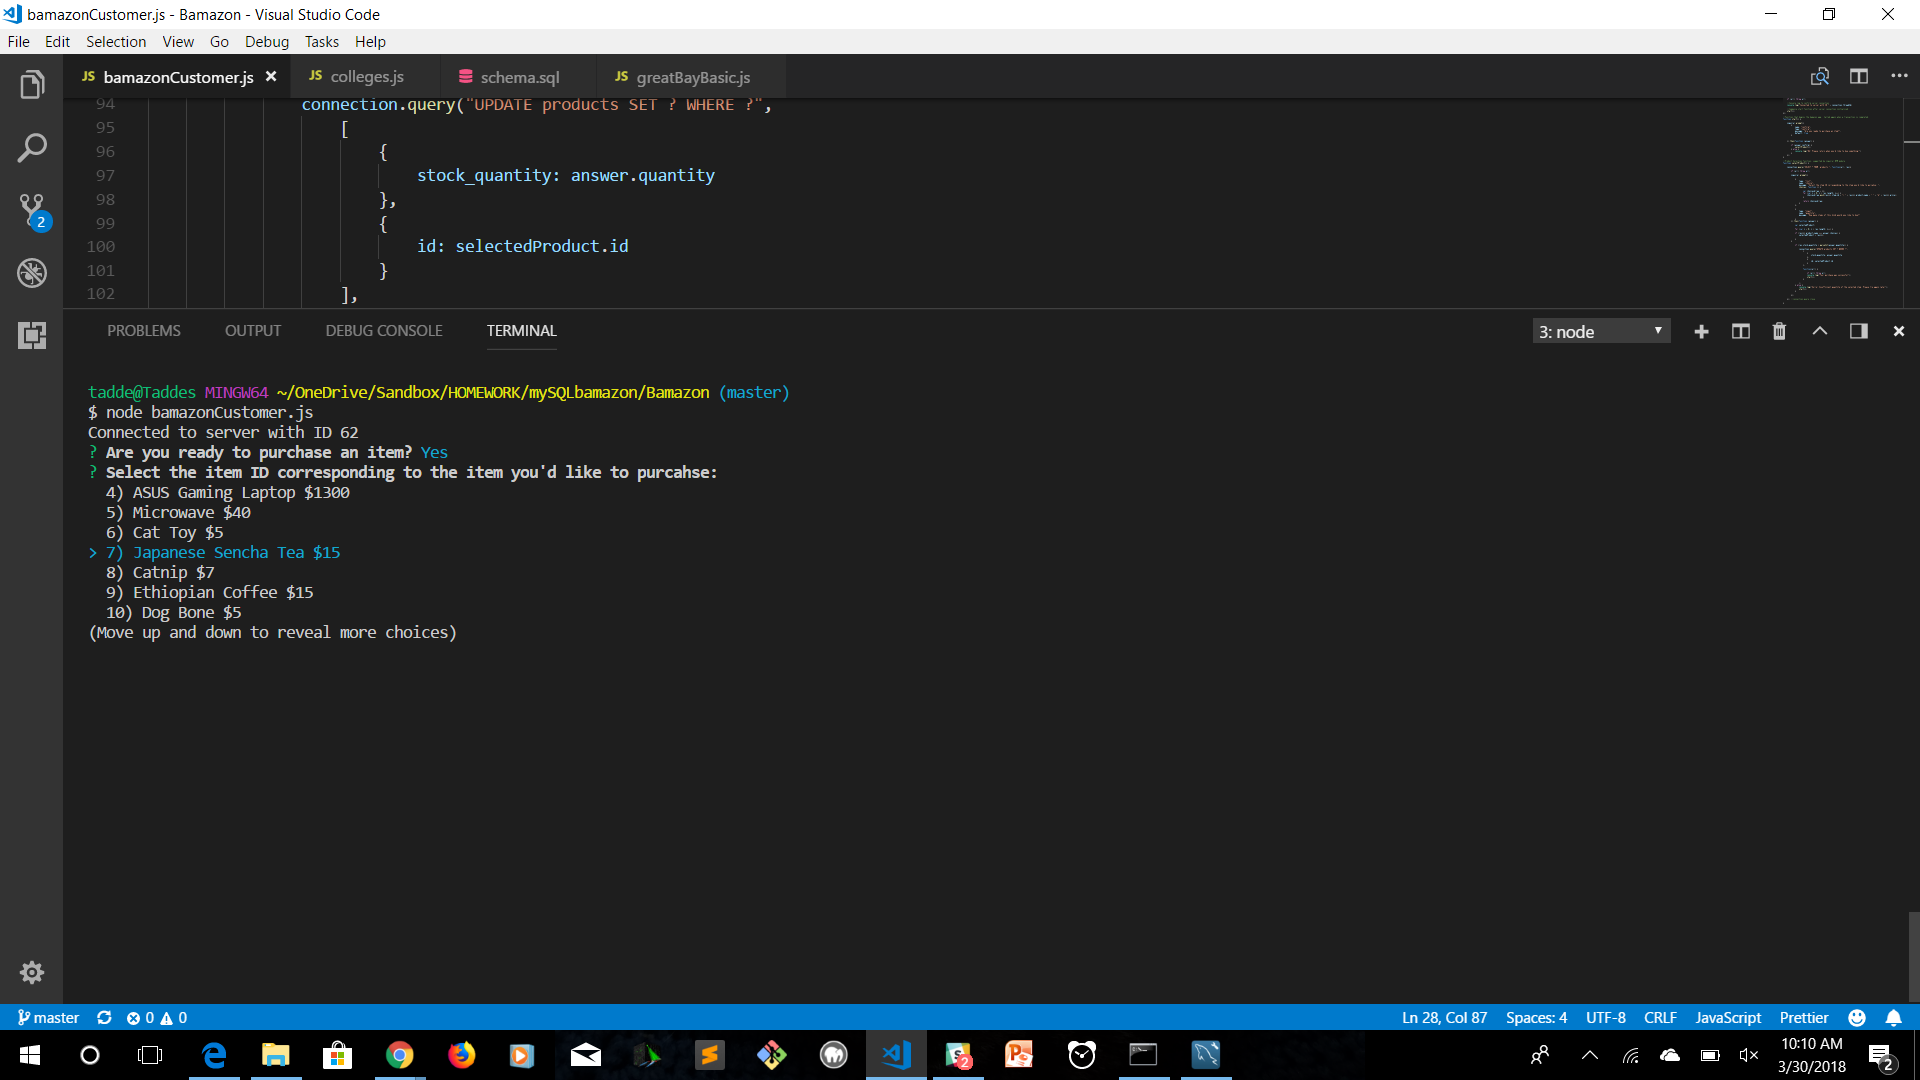 bamazonCustomer.js - Bamazon - Visual Studio Code
File Edit Selection View Go Debug Tasks Help
JS bamazonCustomer.js JS colleges.js schema.sql JS greatBayBasic.js
94 connection.query("UPDATE products SET ? WHERE ?",
95 [
96 {
97 stock_quantity: answer.quantity
98 },
99 {
100 id: selectedProduct.id
101 }
102 ],
2
PROBLEMS OUTPUT DEBUG CONSOLE TERMINAL 3: node
tadde@Taddes MINGW64 ~/OneDrive/Sandbox/HOMEWORK/mySQLbamazon/Bamazon (master)
$ node bamazonCustomer.js
Connected to server with ID 62
? Are you ready to purchase an item? Yes
? Select the item ID corresponding to the item you'd like to purcahse:
4) ASUS Gaming Laptop $1300
5) Microwave $40
6) Cat Toy $5
> 7) Japanese Sencha Tea $15
8) Catnip $7
9) Ethiopian Coffee $15
10) Dog Bone $5
(Move up and down to reveal more choices)
master 0 0 Ln 28, Col 87 Spaces: 4 UTF-8 CRLF JavaScript Prettier
10:10 AM
3/30/2018
2
2